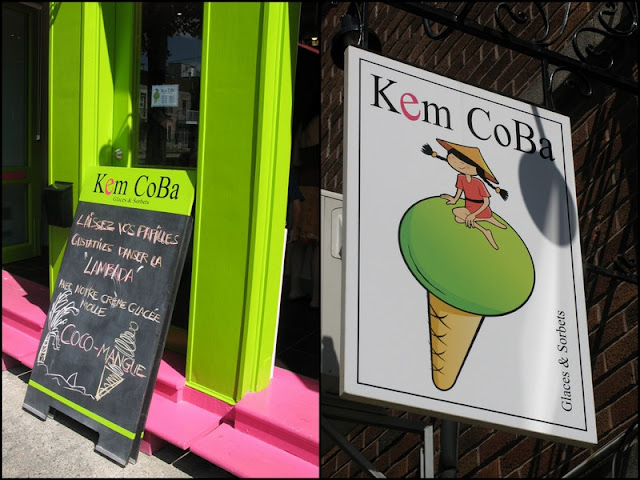 Kem CoBa
Glaces & Sorbets
LAISSEZ VOS PAPILLES
GUSTATIVES DANSER LA
"LAMBADA"
AVEC NOTRE CRÈME GLACÉE
MOLLE
COCO-MANGUE
Kem CoBa
Glaces & Sorbets